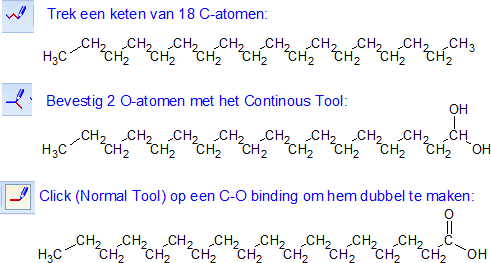 Trek een keten van 18 C-atomen:
CH2 CH2 CH2 CH2 CH2 CH2 CH2 CH2 CH3
H3C CH2 CH2 CH2 CH2 CH2 CH2 CH2 CH2
Bevestig 2 O-atomen met het Continous Tool:
OH
CH2 CH2 CH2 CH2 CH2 CH2 CH2 CH2 CH
H3C CH2 CH2 CH2 CH2 CH2 CH2 CH2 CH2 OH
Click (Normal Tool) op een C-O binding om hem dubbel te maken:
O
CH2 CH2 CH2 CH2 CH2 CH2 CH2 CH2 C
H3C CH2 CH2 CH2 CH2 CH2 CH2 CH2 CH2 OH